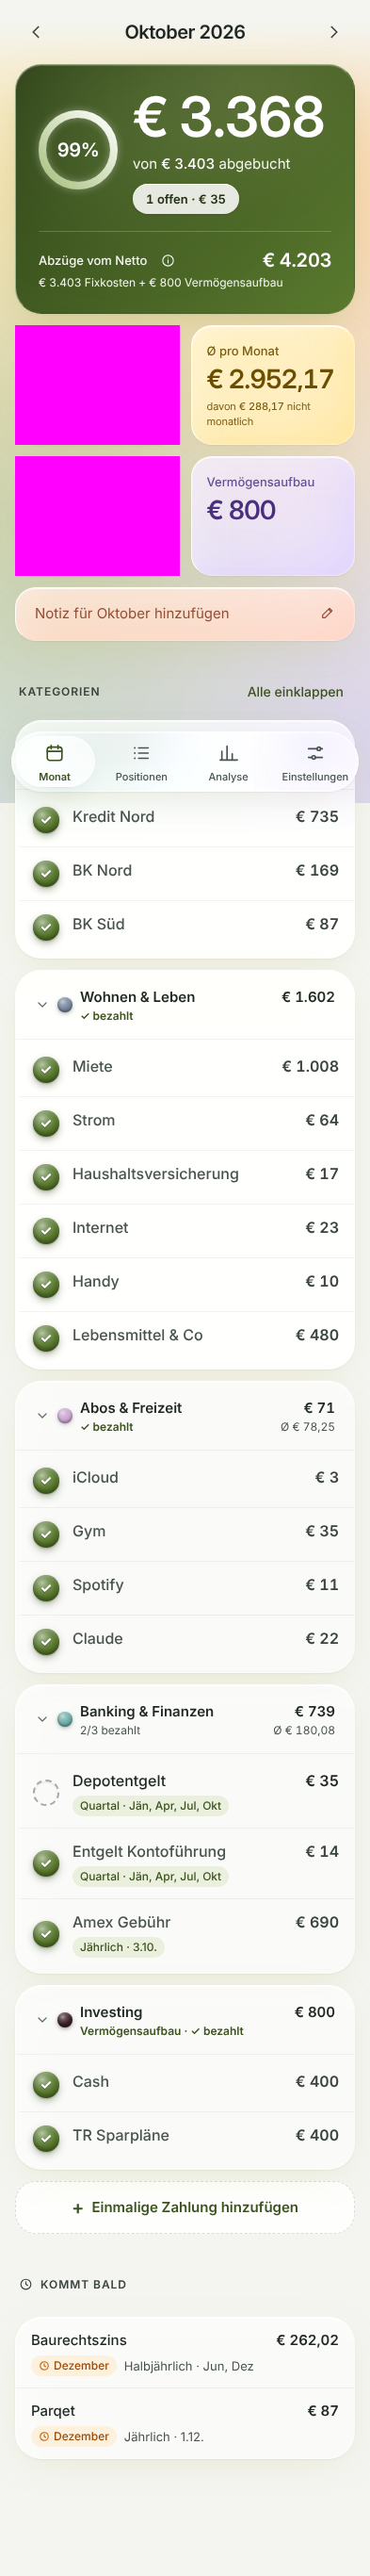 Oktober 2026
99%
€ 3.368
von € 3.403 abgebucht
1 offen · € 35
Abzüge vom Netto
€ 4.203
€ 3.403 Fixkosten + € 800 Vermögensaufbau
Ø pro Monat
€ 2.952,17
davon € 288,17 nicht
monatlich
Vermögensaufbau
€ 800
Notiz für Oktober hinzufügen
KATEGORIEN
Alle einklappen
Monat
Positionen
Analyse
Einstellungen
Kredit Nord € 735
BK Nord € 169
BK Süd € 87
Wohnen & Leben € 1.602
✓ bezahlt
Miete € 1.008
Strom € 64
Haushaltsversicherung € 17
Internet € 23
Handy € 10
Lebensmittel & Co € 480
Abos & Freizeit € 71
✓ bezahlt Ø € 78,25
iCloud € 3
Gym € 35
Spotify € 11
Claude € 22
Banking & Finanzen € 739
2/3 bezahlt Ø € 180,08
Depotentgelt € 35
Quartal · Jän, Apr, Jul, Okt
Entgelt Kontoführung € 14
Quartal · Jän, Apr, Jul, Okt
Amex Gebühr € 690
Jährlich · 3.10.
Investing € 800
Vermögensaufbau · ✓ bezahlt
Cash € 400
TR Sparpläne € 400
+ Einmalige Zahlung hinzufügen
KOMMT BALD
Baurechtszins € 262,02
Dezember Halbjährlich · Jun, Dez
Parqet € 87
Dezember Jährlich · 1.12.